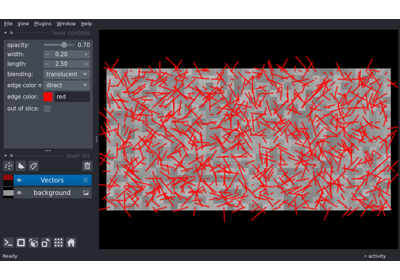 File View Plugins Window Help
layer controls
opacity: 0.70
width: 0.20
length: 2.50
blending: translucent
edge color m direct
edge color: red
out of slice:
layer list
Vectors
background
Ready
activity